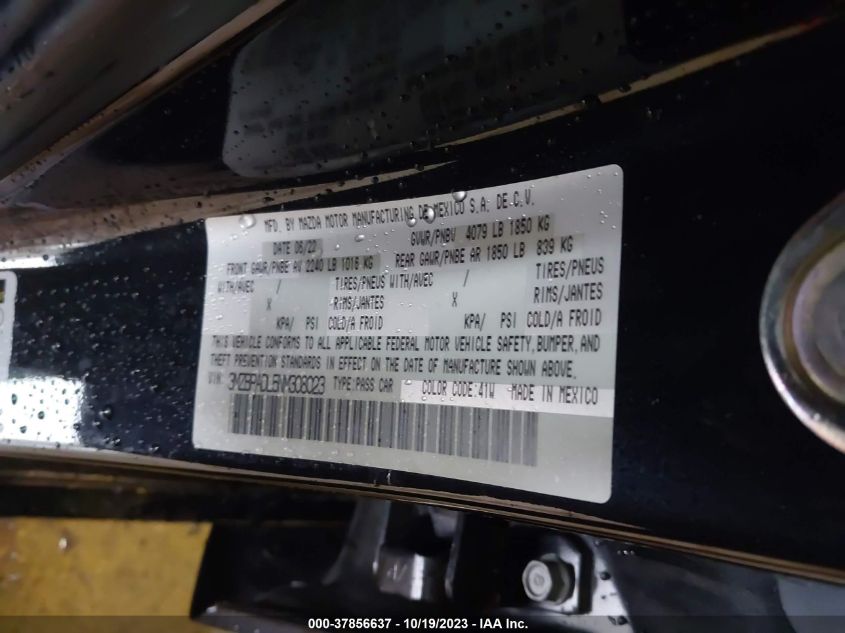 MFD. BY MAZDA MOTOR MANUFACTURING DE MEXICO S.A. DE.C.V.
DATE 06/22 GVWR/PNBV 4079 LB 1850 KG
FRONT GAWR/PNBE AV 2240 LB 1016 KG REAR GAWR/PNBE AR 1850 LB 839 KG
WITH/AVEC / TIRES/PNEUS WITH/AVEC / TIRES/PNEUS
X RIMS/JANTES X RIMS/JANTES
KPA/ PSI COLD/A FROID KPA/ PSI COLD/A FROID
THIS VEHICLE CONFORMS TO ALL APPLICABLE FEDERAL MOTOR VEHICLE SAFETY, BUMPER, AND
THEFT PREVENTION STANDARDS IN EFFECT ON THE DATE OF MANUFACTURE SHOWN ABOVE.
VIN: 3MZBPADL5NM308023 TYPE:PASS CAR COLOR CODE:41W MADE IN MEXICO
000-37856637 - 10/19/2023 - IAA Inc.